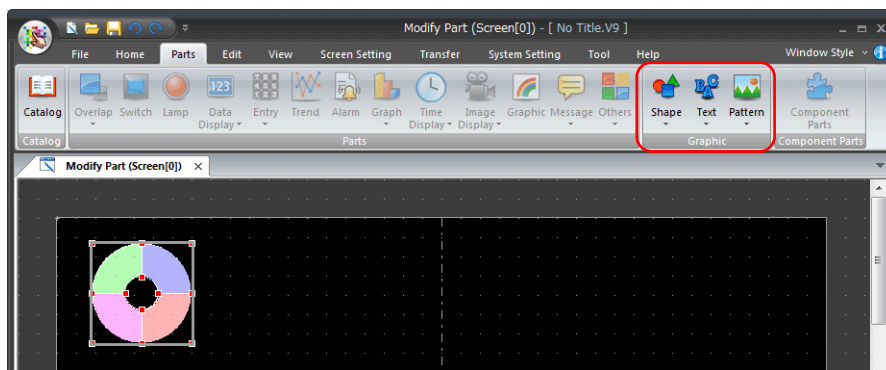 Modify Part (Screen[0]) - [ No Title.V9 ]
File Home Parts Edit View Screen Setting Transfer System Setting Tool Help Window Style
123
Catalog Overlap Switch Lamp Data Display Entry Trend Alarm Graph Time Display Image Display Graphic Message Others Shape Text Pattern Component Parts
Catalog Parts Graphic Component Parts
Modify Part (Screen[0]) X